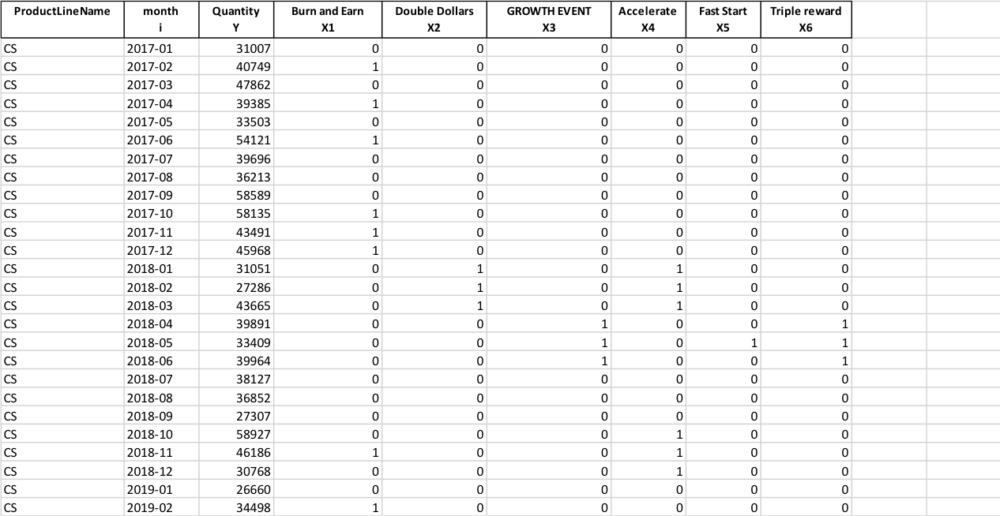 ProductLineName month Quantity Burn and Earn Double Dollars GROWTH EVENT Accelerate Fast Start Triple reward
i Y X1 X2 X3 X4 X5 X6
CS 2017-01 31007 0 0 0 0 0 0
CS 2017-02 40749 1 0 0 0 0 0
CS 2017-03 47862 0 0 0 0 0 0
CS 2017-04 39385 1 0 0 0 0 0
CS 2017-05 33503 0 0 0 0 0 0
CS 2017-06 54121 1 0 0 0 0 0
CS 2017-07 39696 0 0 0 0 0 0
CS 2017-08 36213 0 0 0 0 0 0
CS 2017-09 58589 0 0 0 0 0 0
CS 2017-10 58135 1 0 0 0 0 0
CS 2017-11 43491 1 0 0 0 0 0
CS 2017-12 45968 1 0 0 0 0 0
CS 2018-01 31051 0 1 0 1 0 0
CS 2018-02 27286 0 1 0 1 0 0
CS 2018-03 43665 0 1 0 1 0 0
CS 2018-04 39891 0 0 1 0 0 1
CS 2018-05 33409 0 0 1 0 1 1
CS 2018-06 39964 0 0 1 0 0 1
CS 2018-07 38127 0 0 0 0 0 0
CS 2018-08 36852 0 0 0 0 0 0
CS 2018-09 27307 0 0 0 0 0 0
CS 2018-10 58927 0 0 0 1 0 0
CS 2018-11 46186 1 0 0 1 0 0
CS 2018-12 30768 0 0 0 1 0 0
CS 2019-01 26660 0 0 0 0 0 0
CS 2019-02 34498 1 0 0 0 0 0